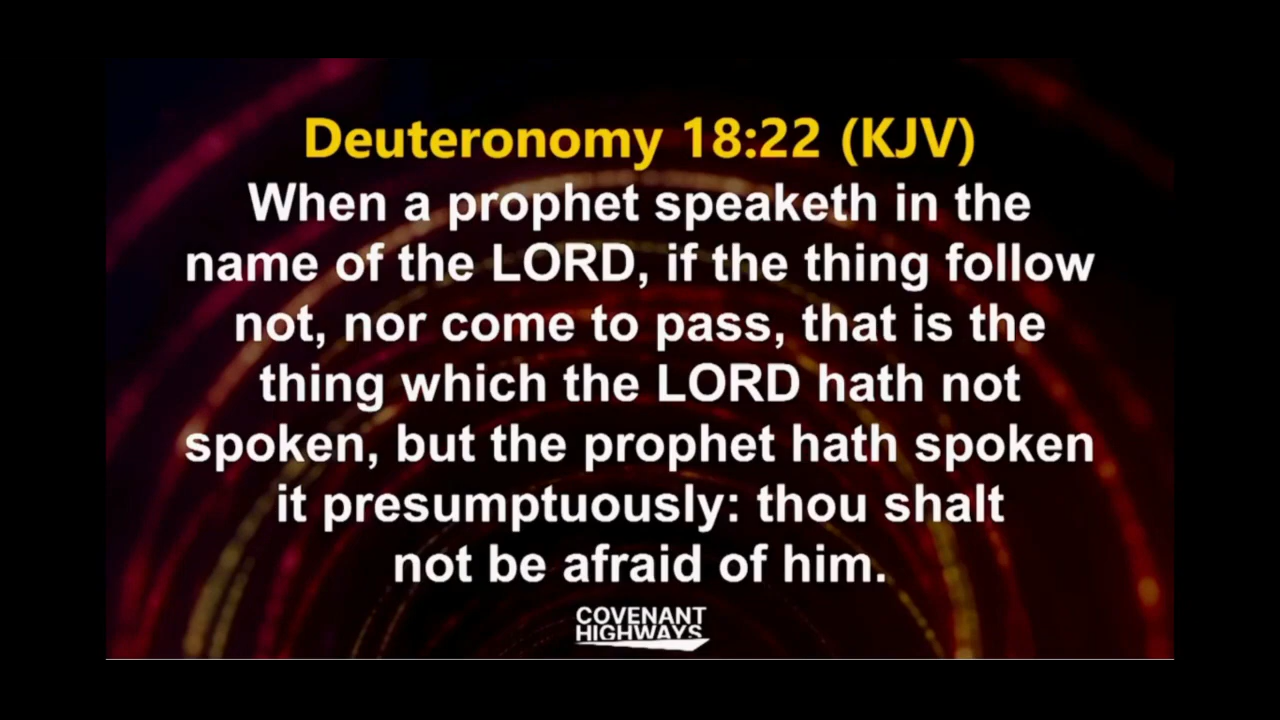 Deuteronomy 18:22 (KJV)
When a prophet speaketh in the
name of the LORD, if the thing follow
not, nor come to pass, that is the
thing which the LORD hath not
spoken, but the prophet hath spoken
it presumptuously: thou shalt
not be afraid of him.
COVENANT
HIGHWAYS